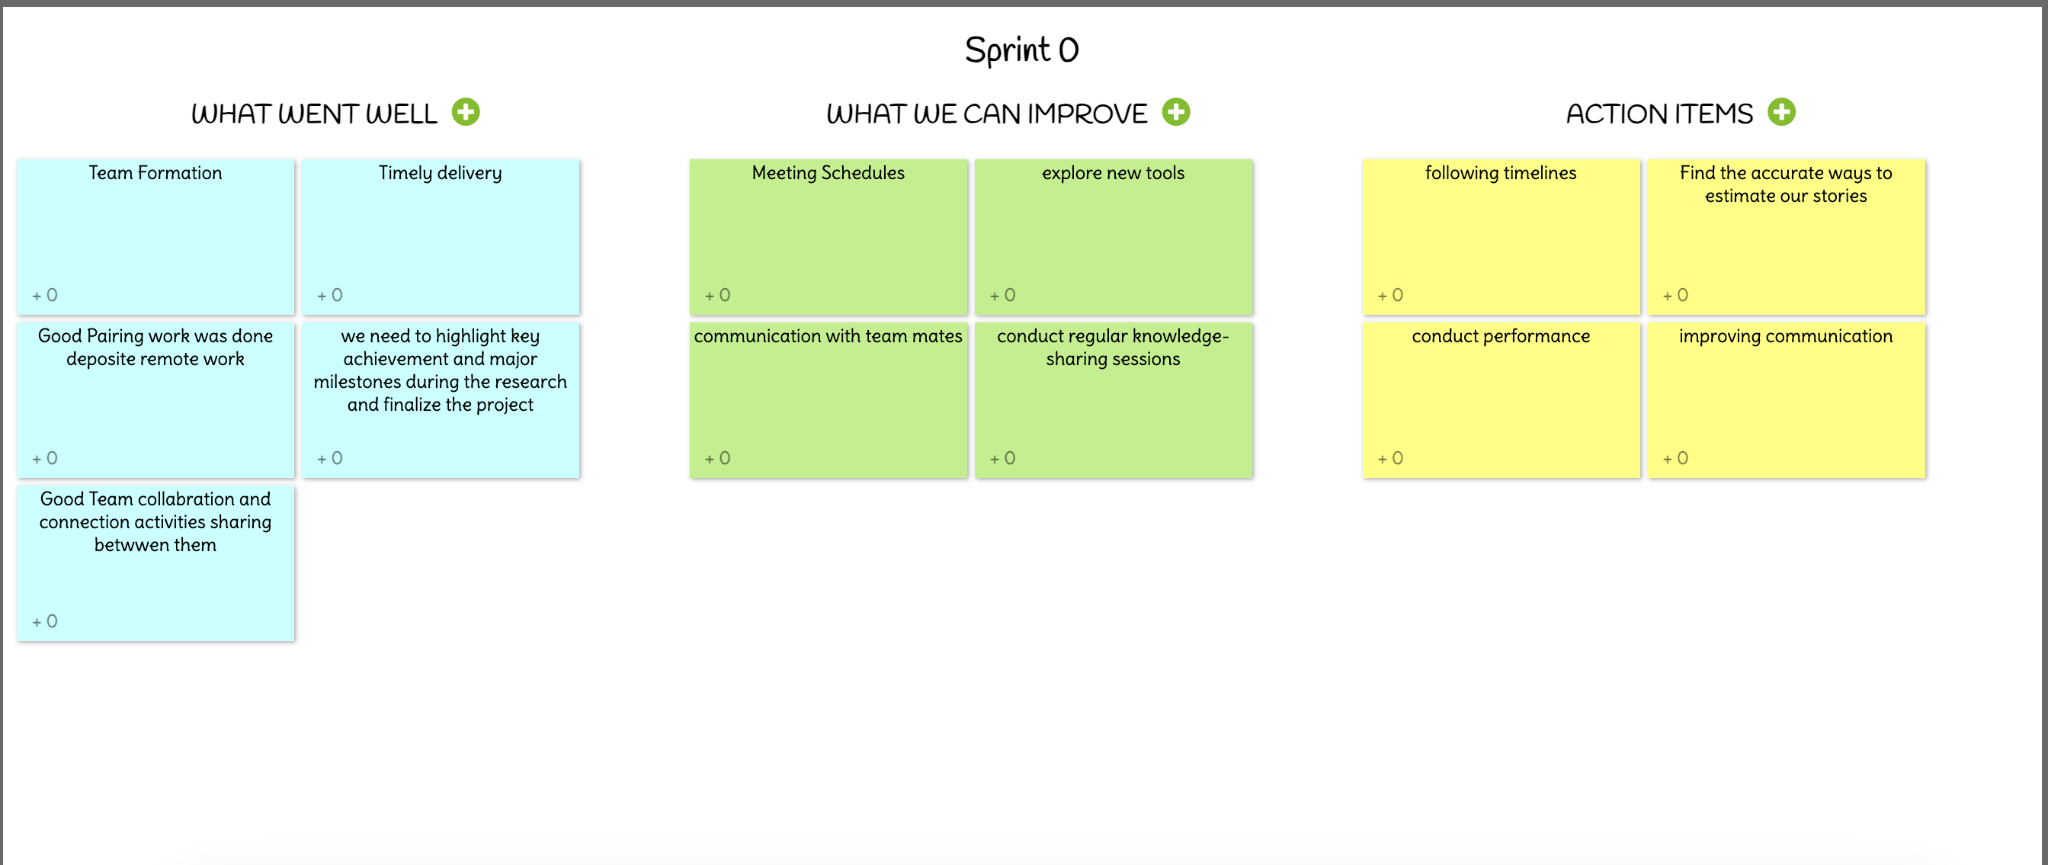 Sprint 0
WHAT WENT WELL
Team Formation
+ 0
Timely delivery
+ 0
Good Pairing work was done
deposite remote work
+ 0
we need to highlight key
achievement and major
milestones during the research
and finalize the project
+ 0
Good Team collabration and
connection activities sharing
betwwen them
+ 0
WHAT WE CAN IMPROVE
Meeting Schedules
+ 0
explore new tools
+ 0
communication with team mates
+ 0
conduct regular knowledge-
sharing sessions
+ 0
ACTION ITEMS
following timelines
+ 0
Find the accurate ways to
estimate our stories
+ 0
conduct performance
+ 0
improving communication
+ 0